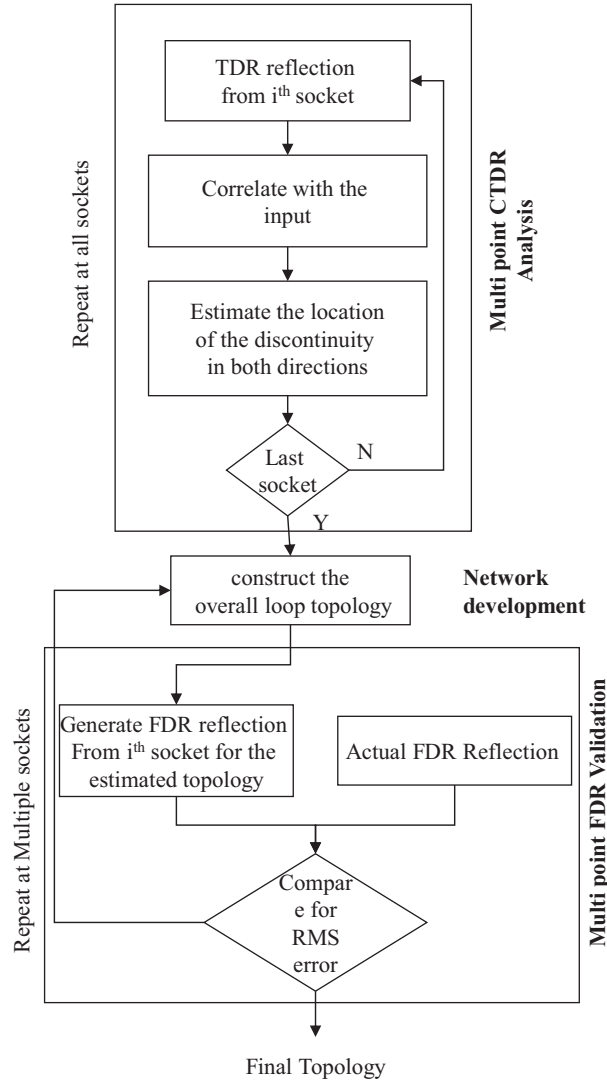 TDR reflection
from ith socket
Correlate with the
input
Estimate the location
of the discontinuity
in both directions
Last
socket
N
Y
Repeat at all sockets
Multi point CTDR
Analysis
construct the
overall loop topology
Network
development
Generate FDR reflection
From ith socket for the
estimated topology
Actual FDR Reflection
Compar
e for
RMS
error
Repeat at Multiple sockets
Multi point FDR Validation
Final Topology